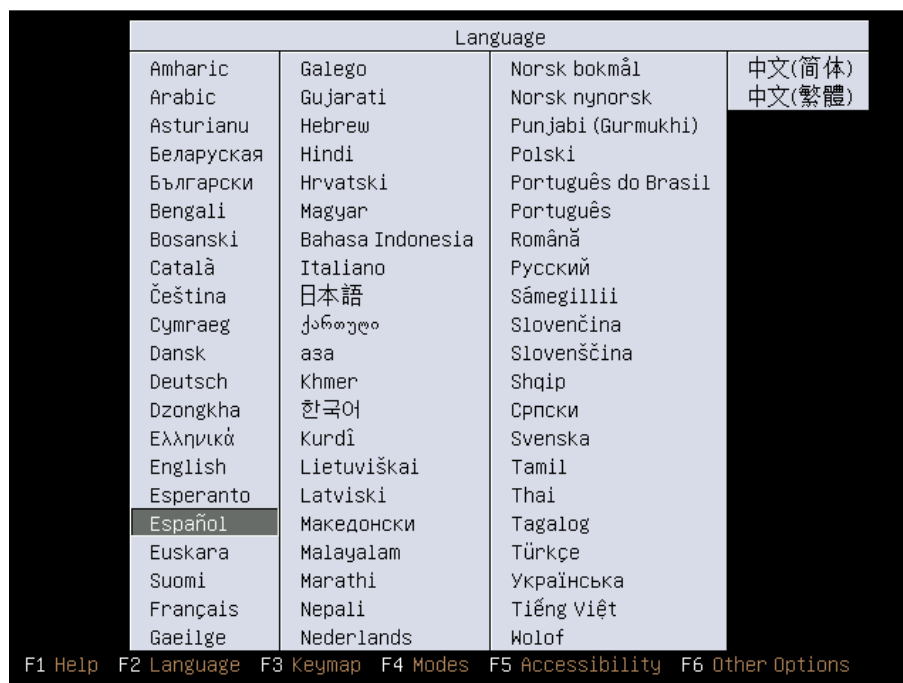 Language
Amharic
Arabic
Asturianu
Беларуская
Български
Bengali
Bosanski
Català
Čeština
Cymraeg
Dansk
Deutsch
Dzongkha
Ελληνικά
English
Esperanto
Español
Euskara
Suomi
Français
Gaeilge
Galego
Gujarati
Hebrew
Hindi
Hrvatski
Magyar
Bahasa Indonesia
Italiano
日本語
ქართული
аза
Khmer
한국어
Kurdî
Lietuviškai
Latviski
Македонски
Malayalam
Marathi
Nepali
Nederlands
Norsk bokmål
Norsk nynorsk
Punjabi (Gurmukhi)
Polski
Português do Brasil
Português
Română
Русский
Sámegillii
Slovenčina
Slovenščina
Shqip
Српски
Svenska
Tamil
Thai
Tagalog
Türkçe
Українська
Tiếng Việt
Wolof
中文(简体)
中文(繁體)
F1 Help F2 Language F3 Keymap F4 Modes F5 Accessibility F6 Other Options